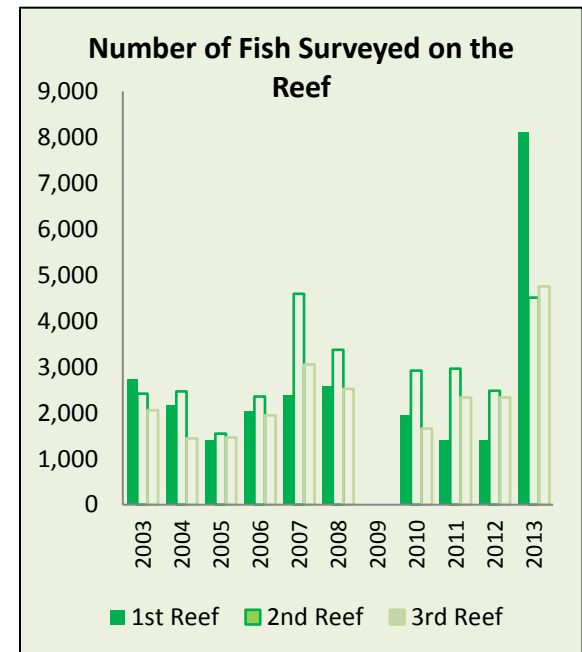 Number of Fish Surveyed on the
Reef
9,000
8,000
7,000
6,000
5,000
4,000
3,000
2,000
1,000
0
2003 2004 2005 2006 2007 2008 2009 2010 2011 2012 2013
1st Reef 2nd Reef 3rd Reef